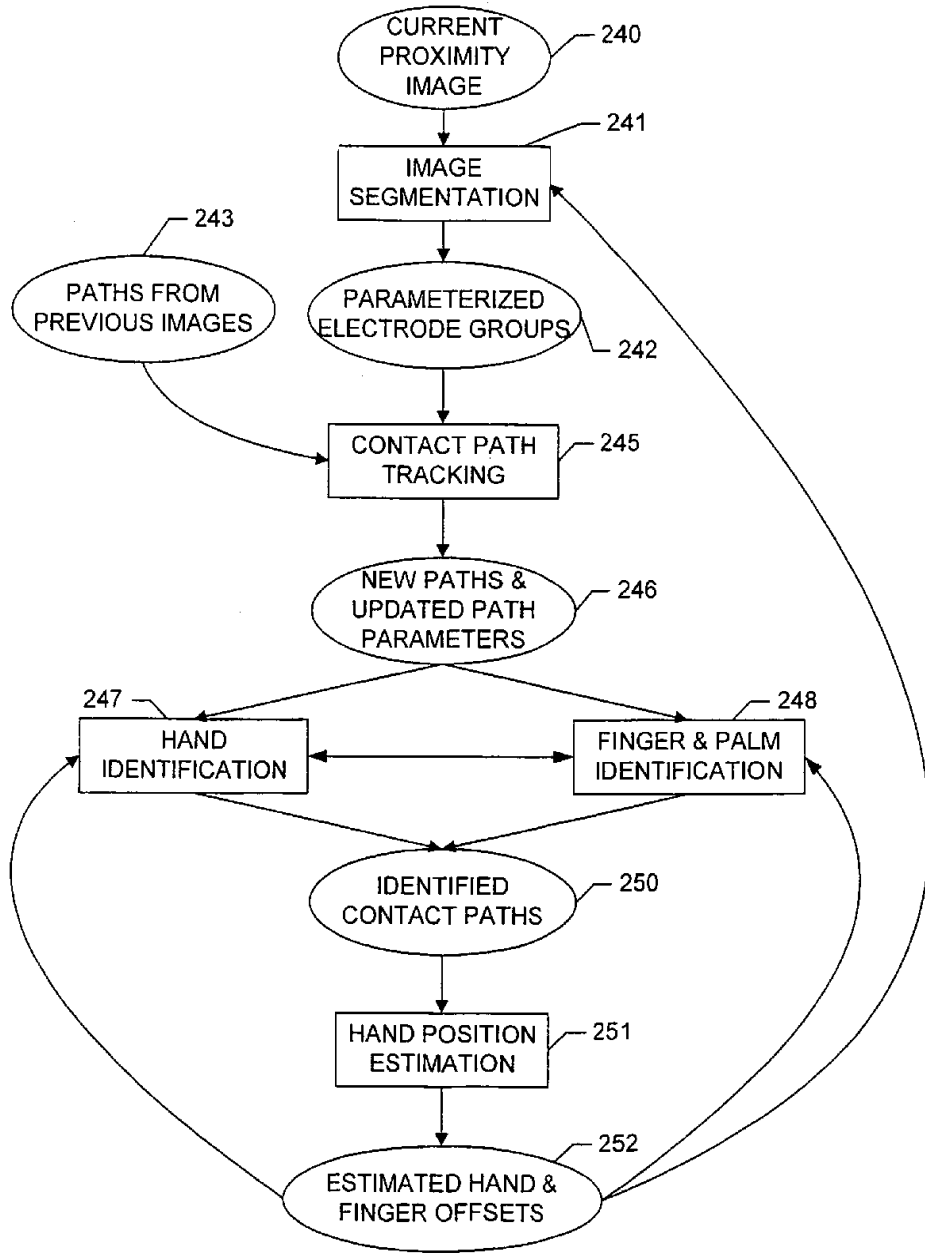 CURRENT
PROXIMITY
IMAGE
240
241
IMAGE
SEGMENTATION
243
PATHS FROM
PREVIOUS IMAGES
PARAMETERIZED
ELECTRODE GROUPS
242
CONTACT PATH
TRACKING
245
NEW PATHS &
UPDATED PATH
PARAMETERS
246
247
HAND
IDENTIFICATION
248
FINGER & PALM
IDENTIFICATION
IDENTIFIED
CONTACT PATHS
250
HAND POSITION
ESTIMATION
251
252
ESTIMATED HAND &
FINGER OFFSETS